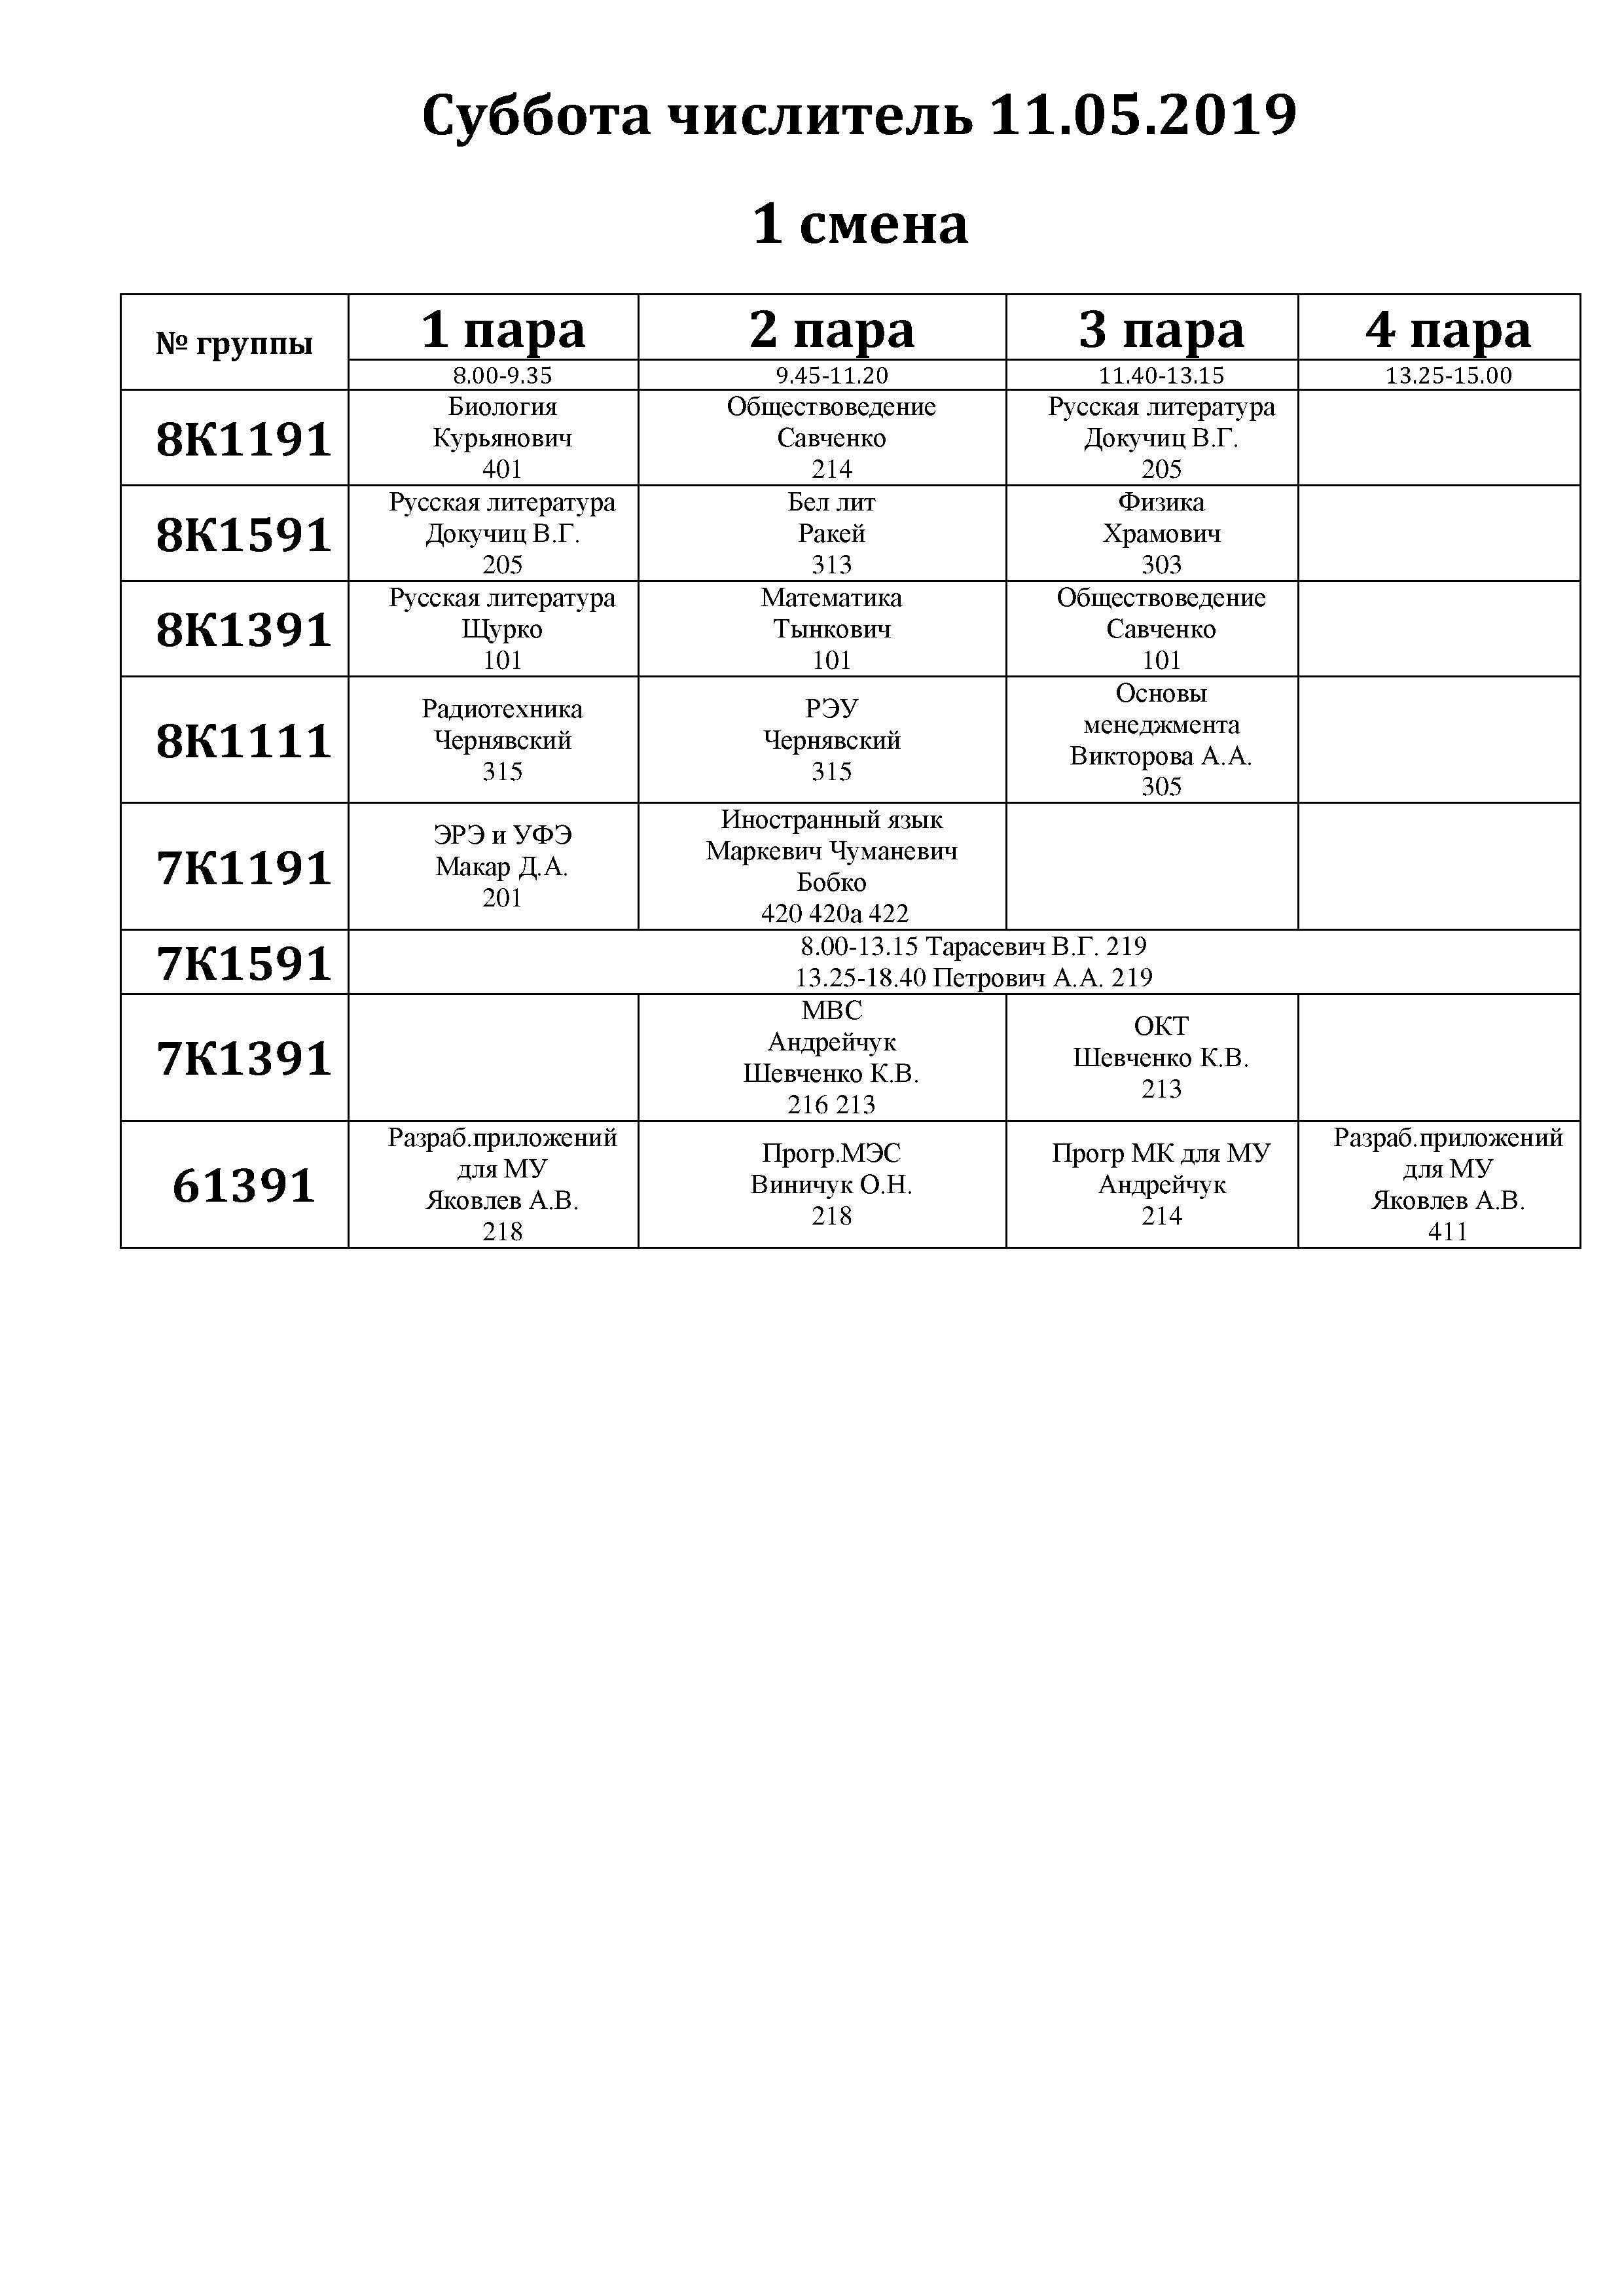 Суббота числитель 11.05.2019
1 смена
№ группы
1 пара
2 пара
3 пара
4 пара
8.00-9.35
9.45-11.20
11.40-13.15
13.25-15.00
8К1191
Биология
Курьянович
401
Обществоведение
Савченко
214
Русская литература
Докучиц В.Г.
205
8К1591
Русская литература
Докучиц В.Г.
205
Бел лит
Ракей
313
Физика
Храмович
303
8К1391
Русская литература
Щурко
101
Математика
Тынкович
101
Обществоведение
Савченко
101
8К1111
Радиотехника
Чернявский
315
РЭУ
Чернявский
315
Основы
менеджмента
Викторова А.А.
305
7К1191
ЭРЭ и УФЭ
Макар Д.А.
201
Иностранный язык
Маркевич Чуманевич
Бобко
420 420а 422
7К1591
8.00-13.15 Тарасевич В.Г. 219
13.25-18.40 Петрович А.А. 219
7К1391
МВС
Андрейчук
Шевченко К.В.
216 213
ОКТ
Шевченко К.В.
213
61391
Разраб.приложений
для МУ
Яковлев А.В.
218
Прогр.МЭС
Виничук О.Н.
218
Прогр МК для МУ
Андрейчук
214
Разраб.приложений
для МУ
Яковлев А.В.
411